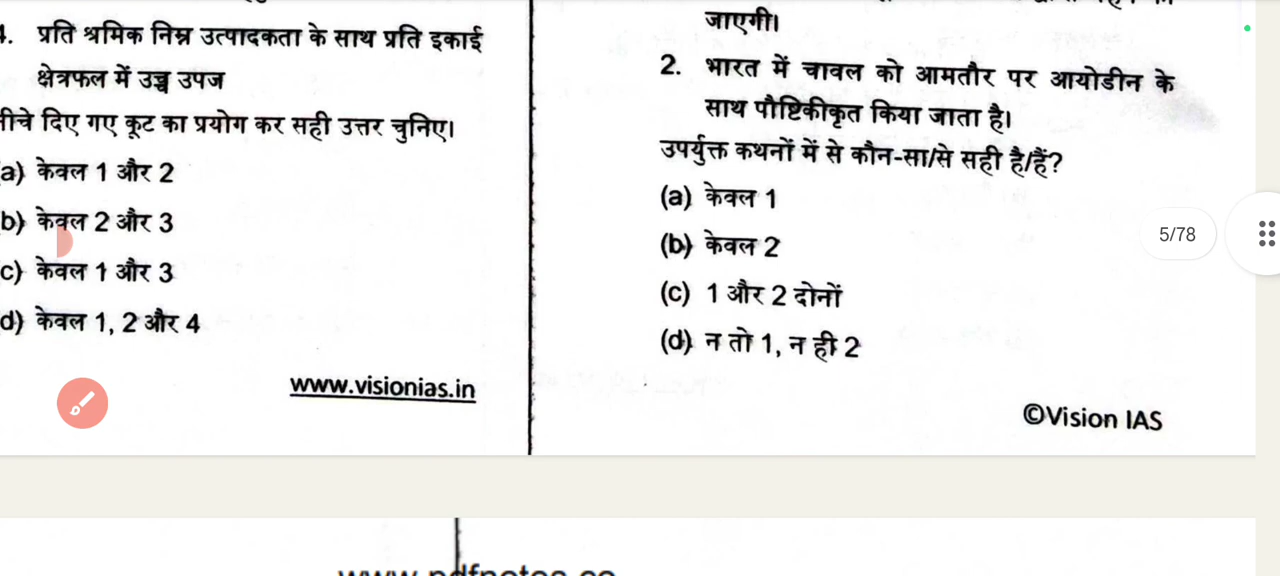 4. प्रति श्रमिक निम्न उत्पादकता के साथ प्रति इकाई
क्षेत्रफल में उच्च उपज
नीचे दिए गए कूट का प्रयोग कर सही उत्तर चुनिए।
a) केवल 1 और 2
b) केवल 2 और 3
c) केवल 1 और 3
d) केवल 1, 2 और 4
www.visionias.in
जाएगी।
2. भारत में चावल को आमतौर पर आयोडीन के
साथ पौष्टिकीकृत किया जाता है।
उपर्युक्त कथनों में से कौन-सा/से सही है/हैं?
(a) केवल 1
(b) केवल 2
(c) 1 और 2 दोनों
(d) न तो 1, न ही 2
©Vision IAS
5/78